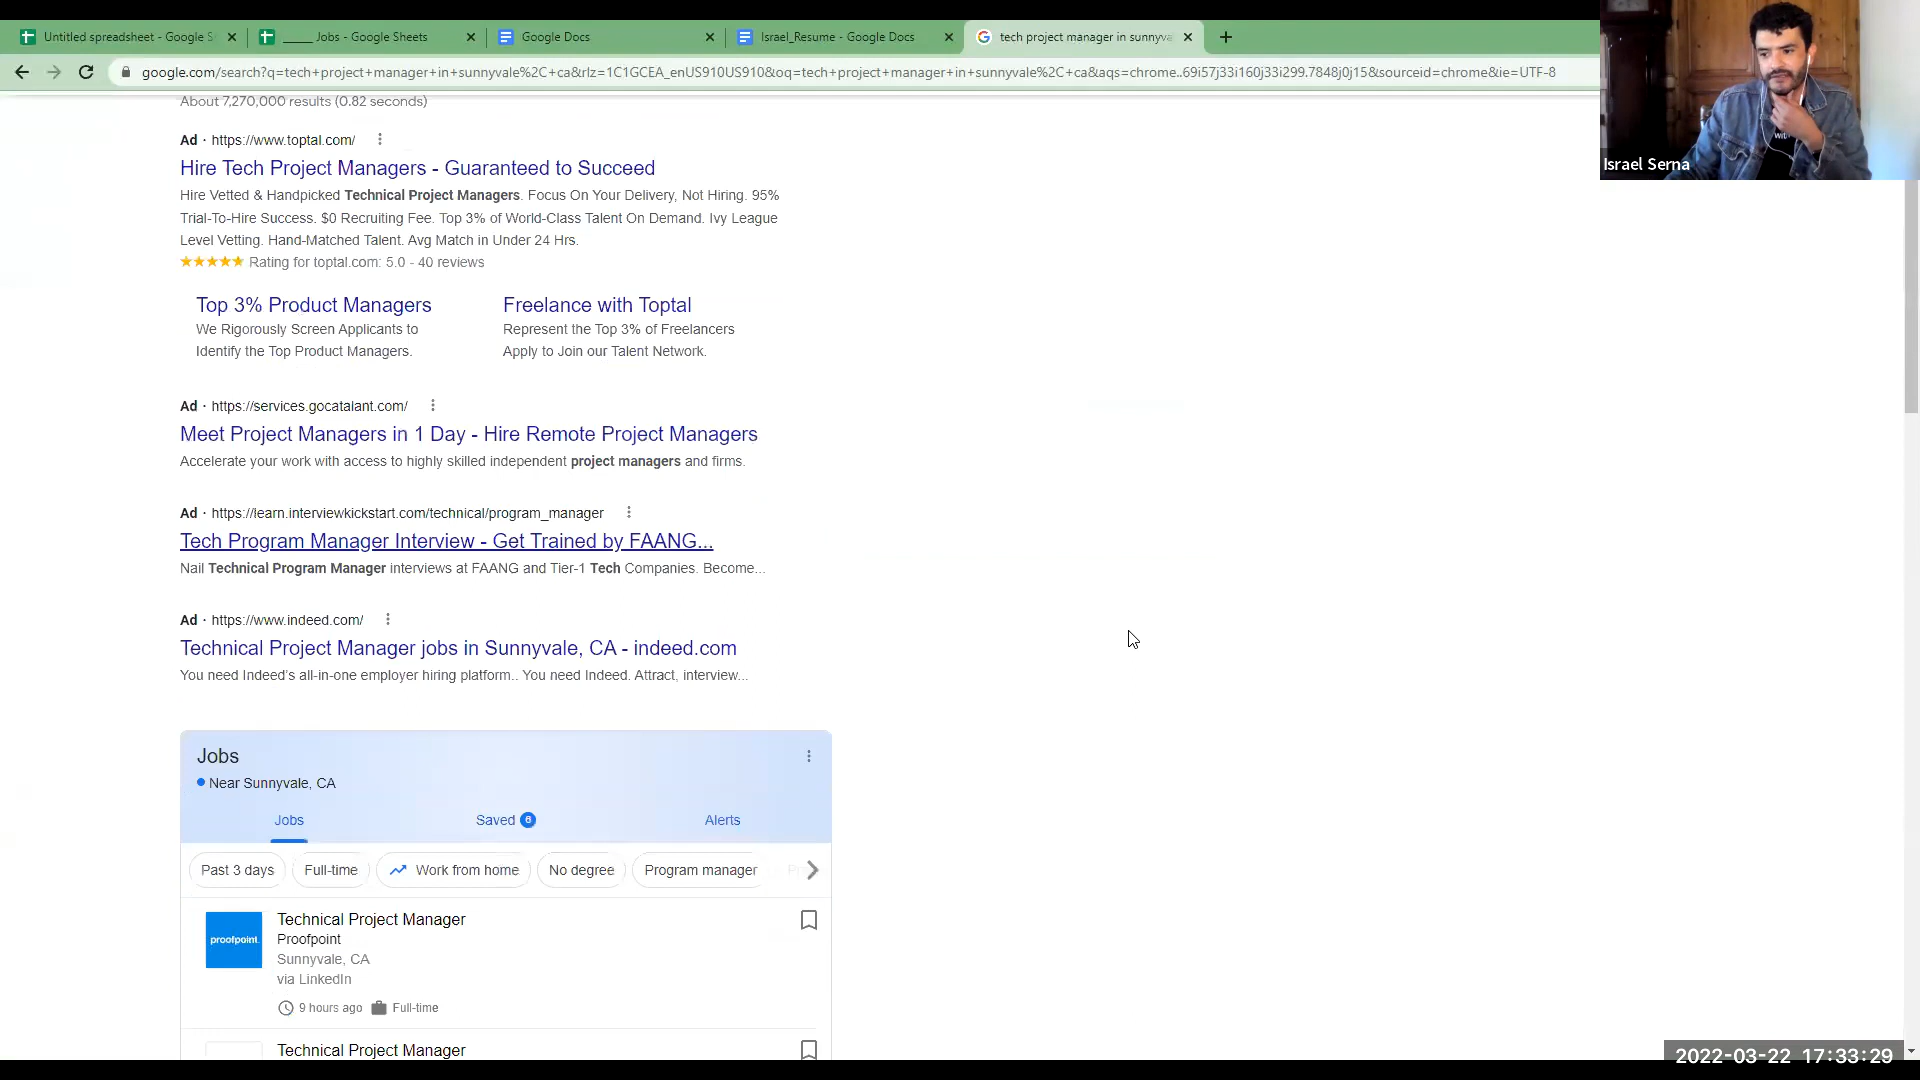 Untitled spreadsheet - Google S
_____ Jobs - Google Sheets
Google Docs
Israel_Resume - Google Docs
tech project manager in sunnyva
google.com/search?q=tech+project+manager+in+sunnyvale%2C+ca&rlz=1C1GCEA_enUS910US910&oq=tech+project+manager+in+sunnyvale%2C+ca&aqs=chrome..69i57j33i160j33i299.7848j0j15&sourceid=chrome&ie=UTF-8
Israel Serna
About 7,270,000 results (0.82 seconds)
Ad · https://www.toptal.com/
Hire Tech Project Managers - Guaranteed to Succeed
Hire Vetted & Handpicked Technical Project Managers. Focus On Your Delivery, Not Hiring. 95%
Trial-To-Hire Success. $0 Recruiting Fee. Top 3% of World-Class Talent On Demand. Ivy League
Level Vetting. Hand-Matched Talent. Avg Match in Under 24 Hrs.
★★★★★ Rating for toptal.com: 5.0 - 40 reviews
Top 3% Product Managers
We Rigorously Screen Applicants to
Identify the Top Product Managers.
Freelance with Toptal
Represent the Top 3% of Freelancers
Apply to Join our Talent Network.
Ad · https://services.gocatalant.com/
Meet Project Managers in 1 Day - Hire Remote Project Managers
Accelerate your work with access to highly skilled independent project managers and firms.
Ad · https://learn.interviewkickstart.com/technical/program_manager
Tech Program Manager Interview - Get Trained by FAANG...
Nail Technical Program Manager interviews at FAANG and Tier-1 Tech Companies. Become...
Ad · https://www.indeed.com/
Technical Project Manager jobs in Sunnyvale, CA - indeed.com
You need Indeed's all-in-one employer hiring platform.. You need Indeed. Attract, interview...
Jobs
Near Sunnyvale, CA
Jobs
Saved 6
Alerts
Past 3 days
Full-time
Work from home
No degree
Program manager
proofpoint.
Technical Project Manager
Proofpoint
Sunnyvale, CA
via LinkedIn
9 hours ago
Full-time
Technical Project Manager
2022-03-22 17:33:29